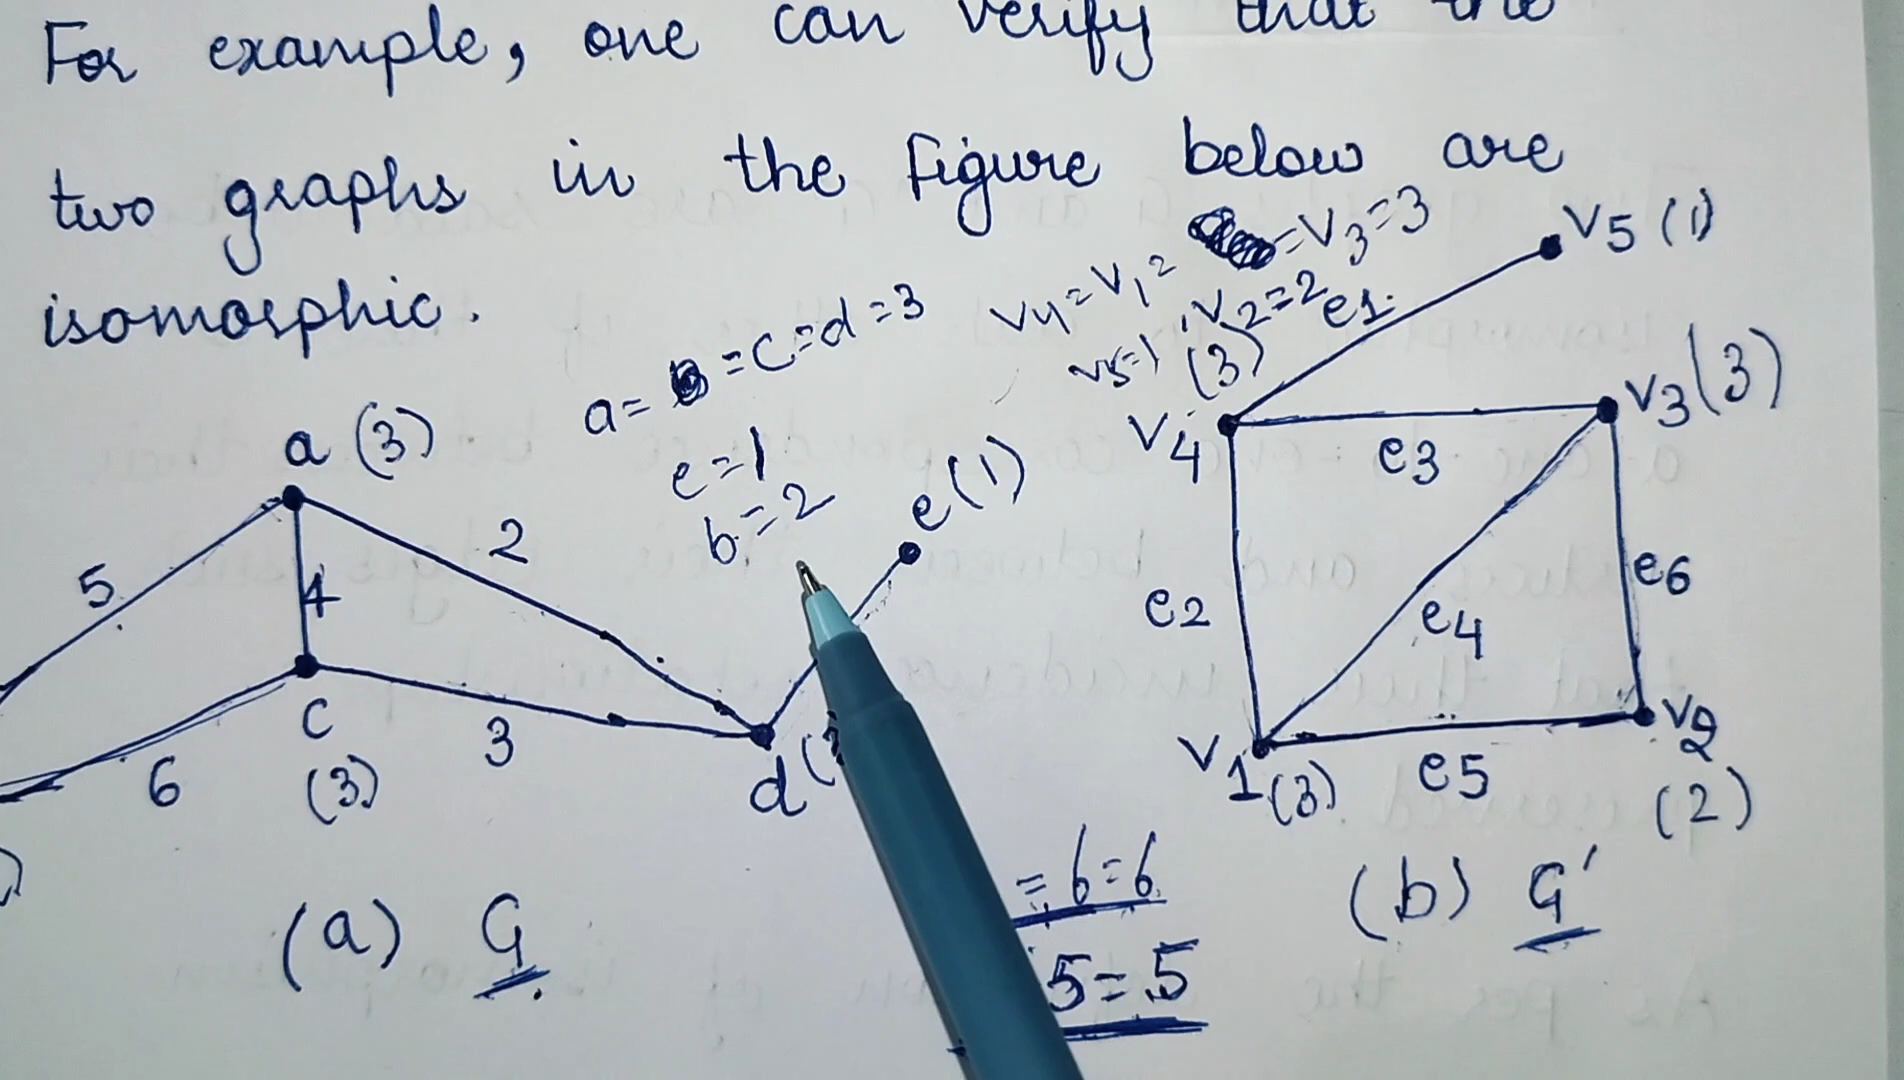 For example, one can verify that the
two graphs in the figure below are
isomorphic.
a = = c = d = 3
e = 1
b = 2
v4 = v1 = = v3 = 3
v5 = 1, v2 = 2
a (3)
5
4
2
c
(3)
6
3
d (
e (1)
(a) G
v5 (1)
e1
(3)
v4
v3 (3)
e3
e2
e4
e6
v1 (3)
e5
v2
(2)
(b) G'
= 6 = 6
5 = 5